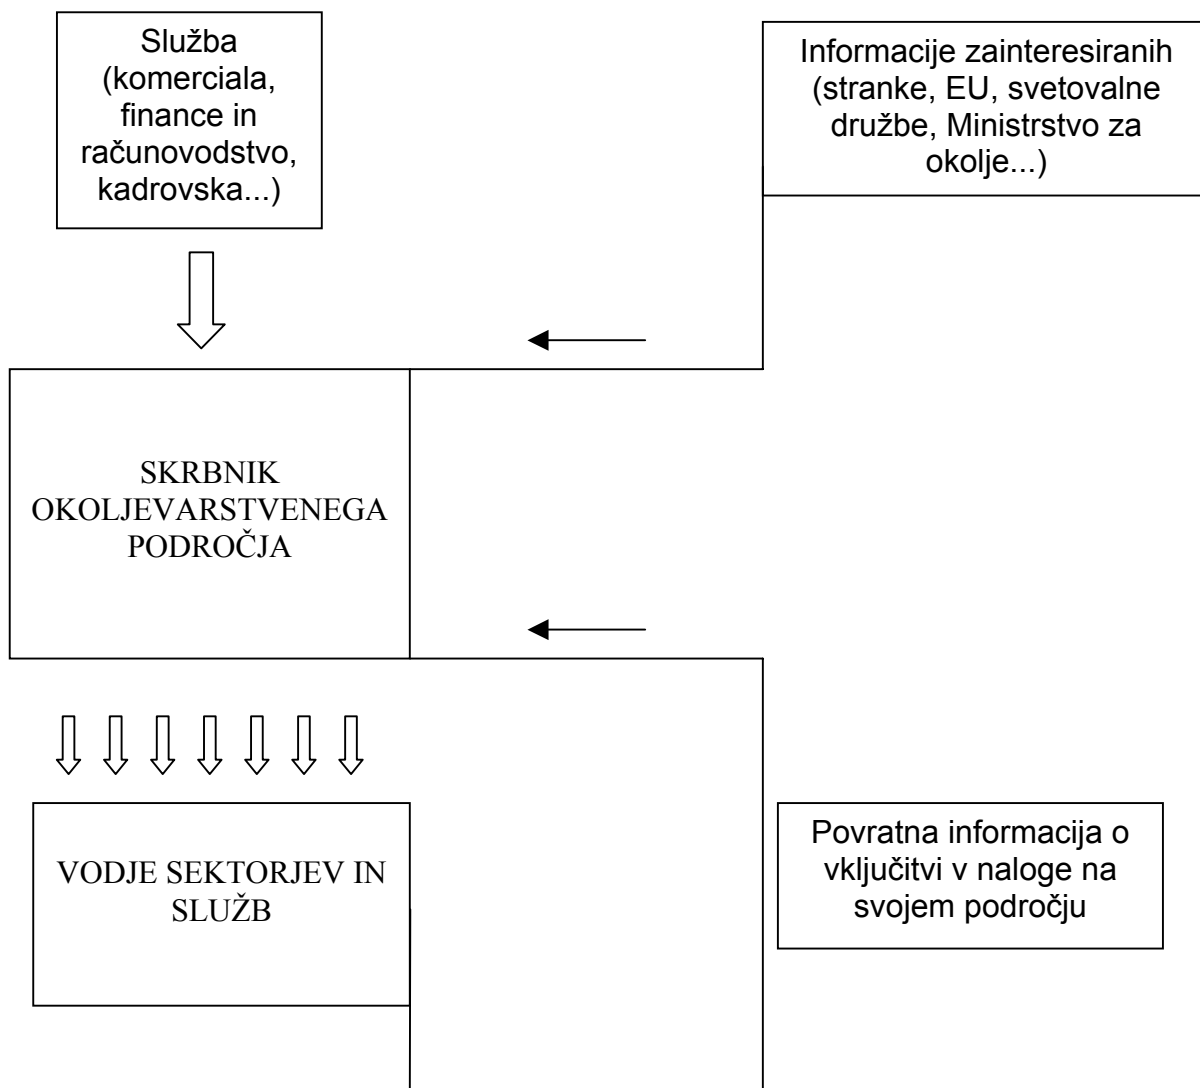 Služba
(komerciala,
finance in
računovodstvo,
kadrovska...)
Informacije zainteresiranih
(stranke, EU, svetovalne
družbe, Ministrstvo za
okolje...)
SKRBNIK
OKOLJEVARSTVENEGA
PODROČJA
VODJE SEKTORJEV IN
SLUŽB
Povratna informacija o
vključitvi v naloge na
svojem področju